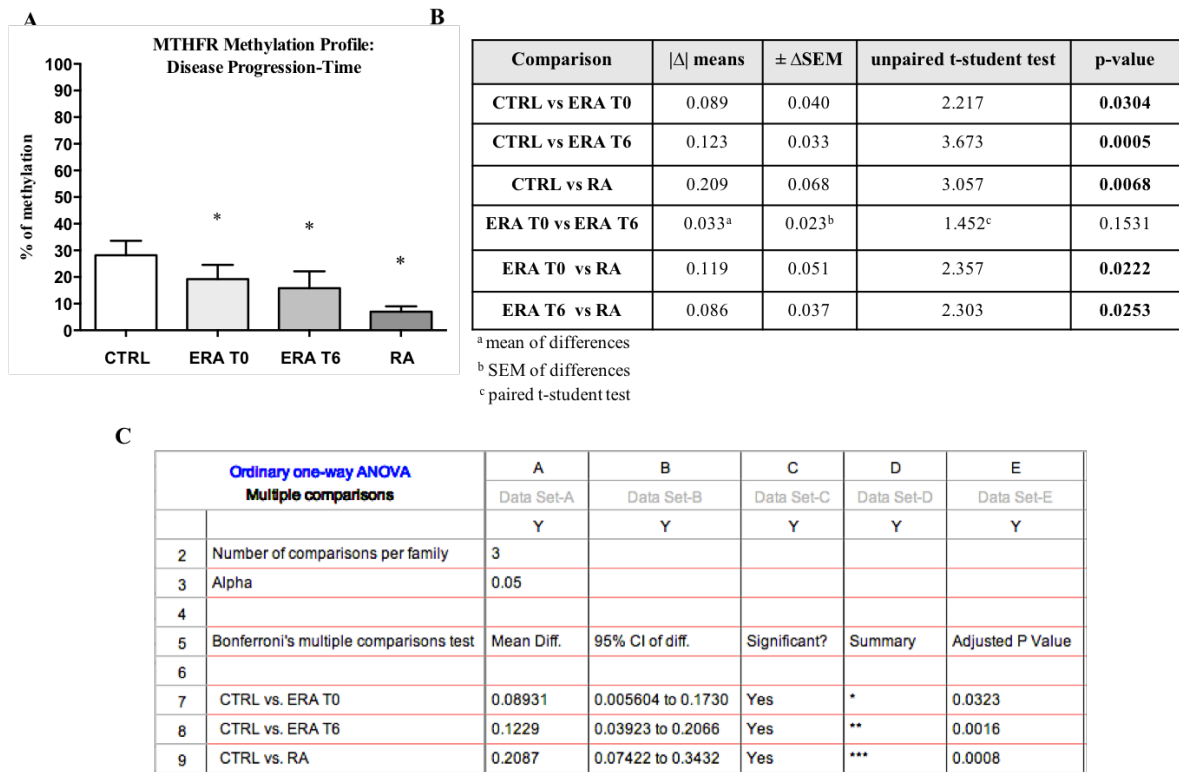 A
MTHFR Methylation Profile:
Disease Progression-Time
% of methylation
100
90
80
70
60
50
40
30
20
10
0
*
*
*
CTRL ERA T0 ERA T6 RA
B
Comparison |Δ| means ± ΔSEM unpaired t-student test p-value
CTRL vs ERA T0 0.089 0.040 2.217 0.0304
CTRL vs ERA T6 0.123 0.033 3.673 0.0005
CTRL vs RA 0.209 0.068 3.057 0.0068
ERA T0 vs ERA T6 0.033a 0.023b 1.452c 0.1531
ERA T0 vs RA 0.119 0.051 2.357 0.0222
ERA T6 vs RA 0.086 0.037 2.303 0.0253
a mean of differences
b SEM of differences
c paired t-student test
C
Ordinary one-way ANOVA A B C D E
Multiple comparisons Data Set-A Data Set-B Data Set-C Data Set-D Data Set-E
Y Y Y Y Y
2 Number of comparisons per family 3
3 Alpha 0.05
4
5 Bonferroni's multiple comparisons test Mean Diff. 95% CI of diff. Significant? Summary Adjusted P Value
6
7 CTRL vs. ERA T0 0.08931 0.005604 to 0.1730 Yes * 0.0323
8 CTRL vs. ERA T6 0.1229 0.03923 to 0.2066 Yes ** 0.0016
9 CTRL vs. RA 0.2087 0.07422 to 0.3432 Yes *** 0.0008